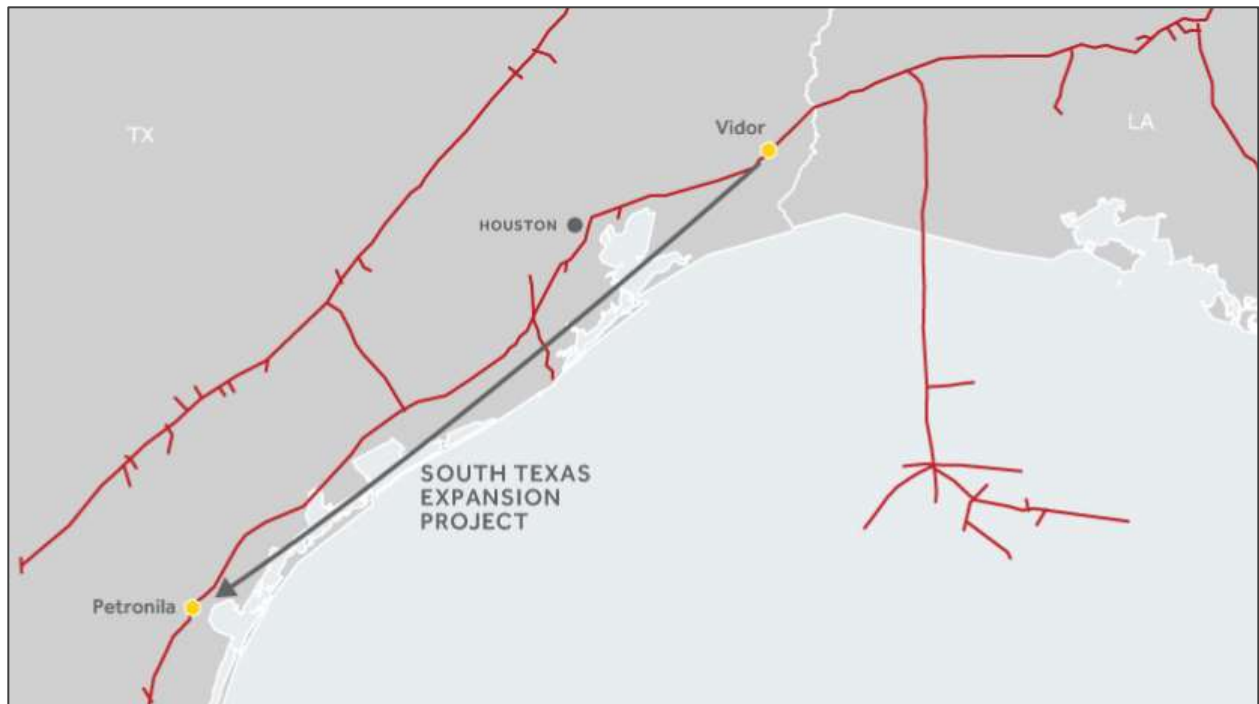 TX
Vidor
LA
HOUSTON
SOUTH TEXAS
EXPANSION
PROJECT
Petronila